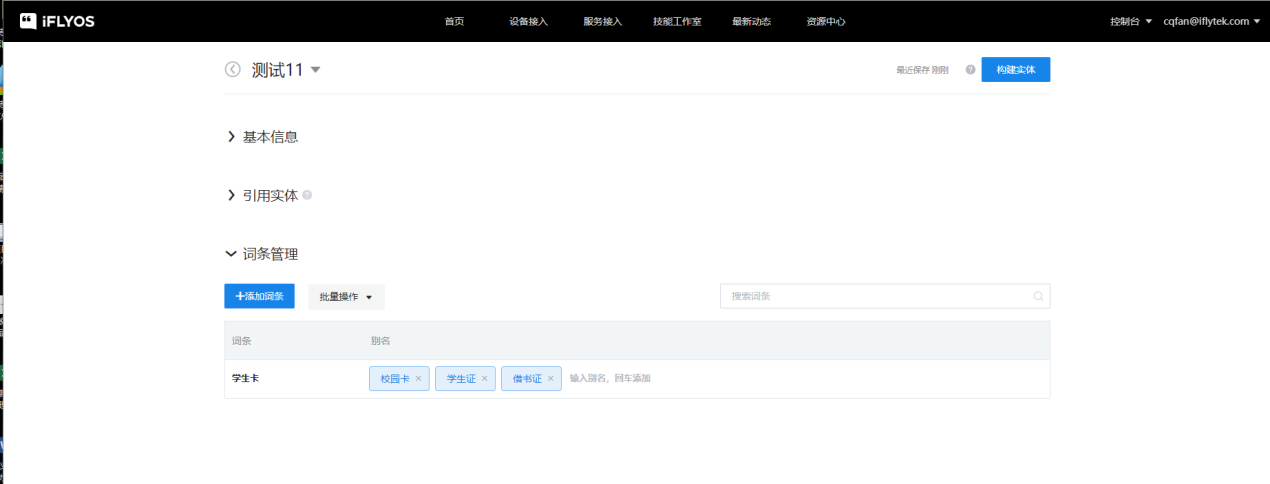 iFLYOS 首页 设备接入 服务接入 技能工作室 最新动态 资源中心 控制台 cqfan@iflytek.com
测试11 最近保存 刚刚 ? 构建实体
基本信息
引用实体 ?
词条管理
+添加词条 批量操作 搜索词条
词条 别名
学生卡 校园卡 × 学生证 × 借书证 × 输入别名，回车添加